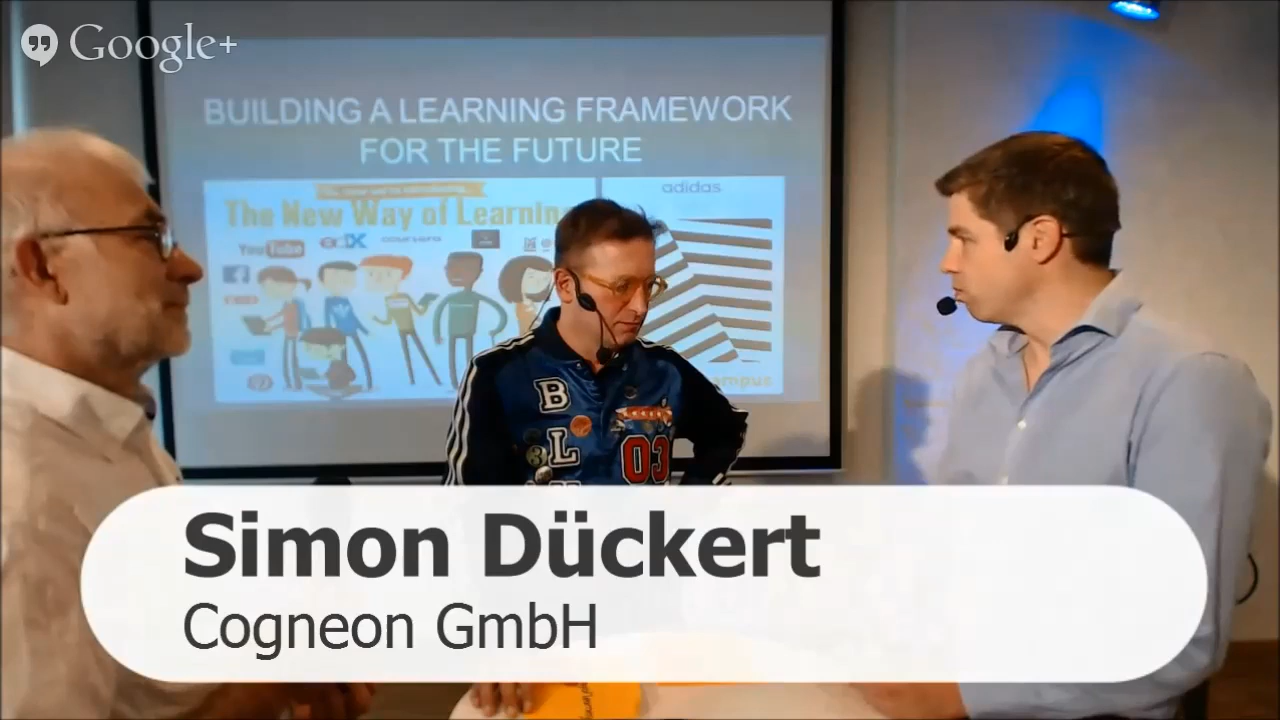 Google+
BUILDING A LEARNING FRAMEWORK
FOR THE FUTURE
The New Way of Learning
adidas
YouTube
edX
coursera
B
L
03
Simon Dückert
Cogneon GmbH